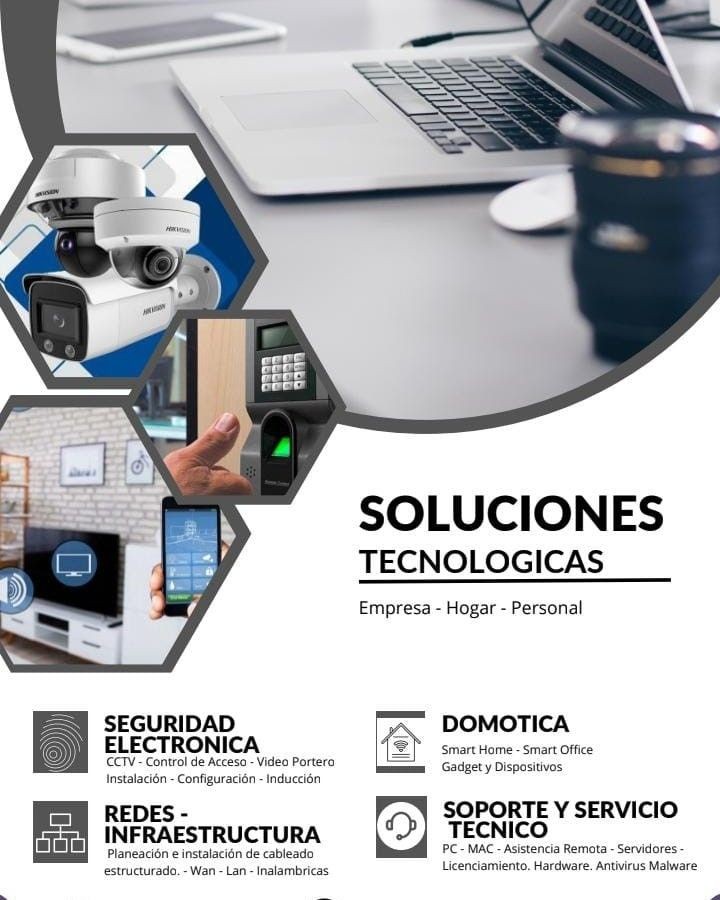 HIKVISION
HIKVISION
HIKVISION
SOLUCIONES
TECNOLOGICAS
Empresa - Hogar - Personal
SEGURIDAD
ELECTRONICA
CCTV - Control de Acceso - Video Portero
Instalación - Configuración - Inducción
DOMOTICA
Smart Home - Smart Office
Gadget y Dispositivos
REDES -
INFRAESTRUCTURA
Planeación e instalación de cableado
estructurado. - Wan - Lan - Inalambricas
SOPORTE Y SERVICIO
TECNICO
PC - MAC - Asistencia Remota - Servidores -
Licenciamiento. Hardware. Antivirus Malware